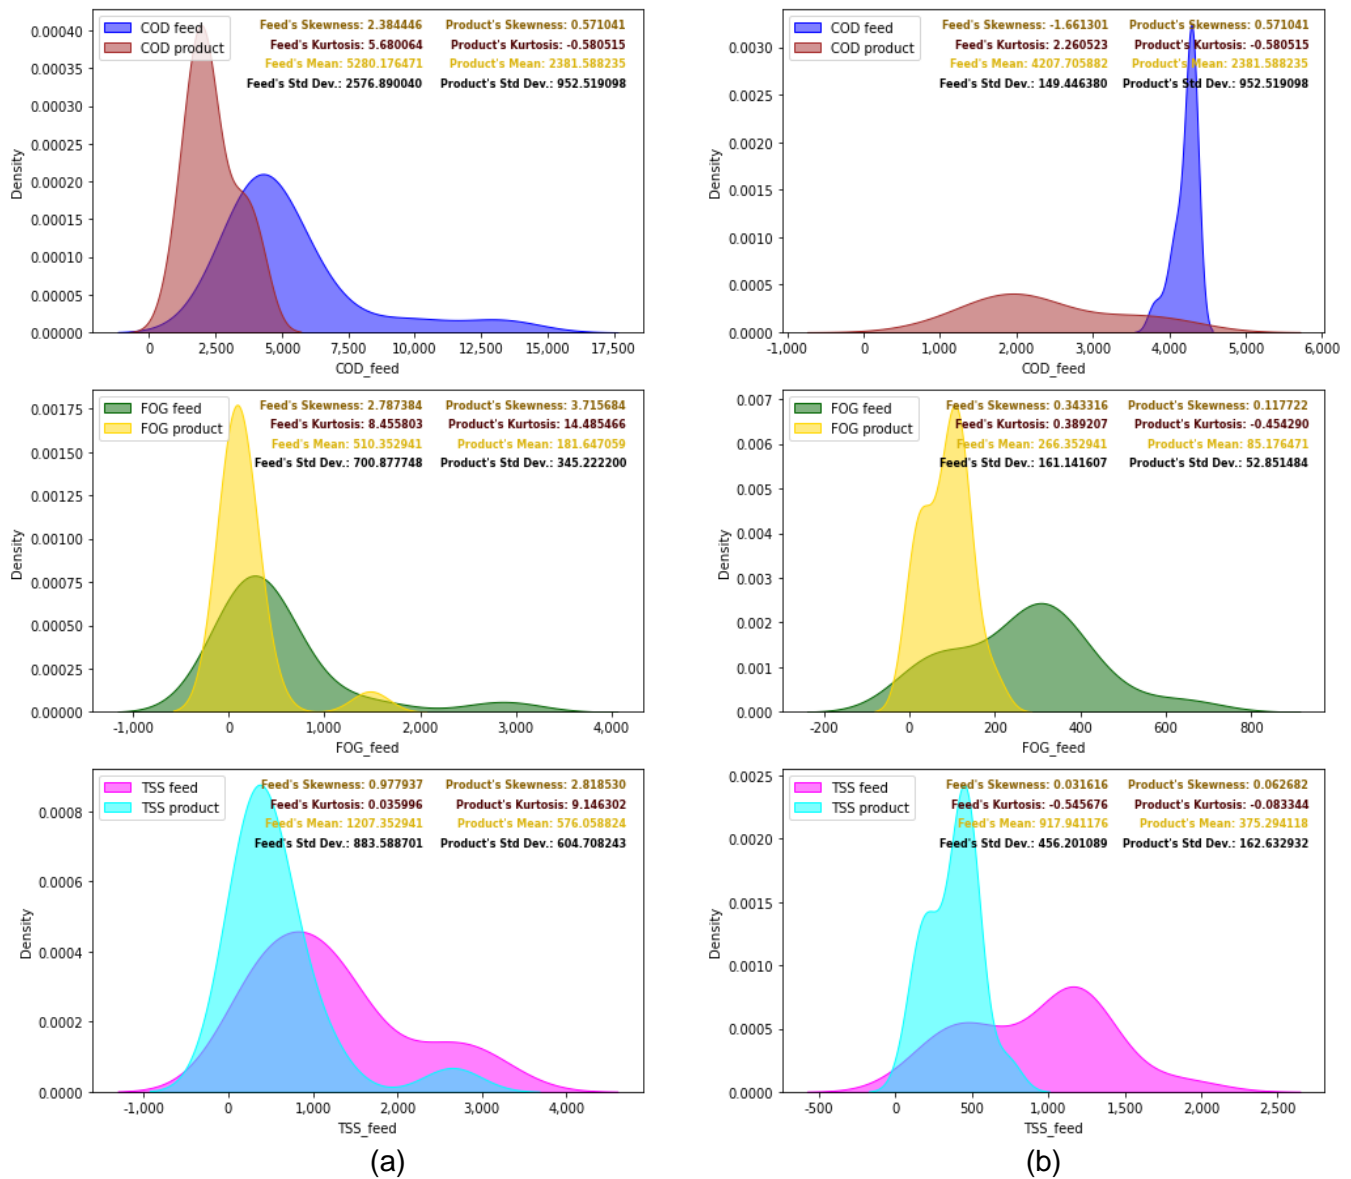 COD feed
COD product
Feed's Skewness: 2.384446 Product's Skewness: 0.571041
Feed's Kurtosis: 5.680064 Product's Kurtosis: -0.580515
Feed's Mean: 5280.176471 Product's Mean: 2381.588235
Feed's Std Dev.: 2576.890040 Product's Std Dev.: 952.519098
Density
0.00040
0.00035
0.00030
0.00025
0.00020
0.00015
0.00010
0.00005
0.00000
0 2,500 5,000 7,500 10,000 12,500 15,000 17,500
COD_feed
COD feed
COD product
Feed's Skewness: -1.661301 Product's Skewness: 0.571041
Feed's Kurtosis: 2.260523 Product's Kurtosis: -0.580515
Feed's Mean: 4207.705882 Product's Mean: 2381.588235
Feed's Std Dev.: 149.446380 Product's Std Dev.: 952.519098
Density
0.0030
0.0025
0.0020
0.0015
0.0010
0.0005
0.0000
-1,000 0 1,000 2,000 3,000 4,000 5,000 6,000
COD_feed
FOG feed
FOG product
Feed's Skewness: 2.787384 Product's Skewness: 3.715684
Feed's Kurtosis: 8.455803 Product's Kurtosis: 14.485466
Feed's Mean: 510.352941 Product's Mean: 181.647059
Feed's Std Dev.: 700.877748 Product's Std Dev.: 345.222200
Density
0.00175
0.00150
0.00125
0.00100
0.00075
0.00050
0.00025
0.00000
-1,000 0 1,000 2,000 3,000 4,000
FOG_feed
FOG feed
FOG product
Feed's Skewness: 0.343316 Product's Skewness: 0.117722
Feed's Kurtosis: 0.389207 Product's Kurtosis: -0.454290
Feed's Mean: 266.352941 Product's Mean: 85.176471
Feed's Std Dev.: 161.141607 Product's Std Dev.: 52.851484
Density
0.007
0.006
0.005
0.004
0.003
0.002
0.001
0.000
-200 0 200 400 600 800
FOG_feed
TSS feed
TSS product
Feed's Skewness: 0.977937 Product's Skewness: 2.818530
Feed's Kurtosis: 0.035996 Product's Kurtosis: 9.146302
Feed's Mean: 1207.352941 Product's Mean: 576.058824
Feed's Std Dev.: 883.588701 Product's Std Dev.: 604.708243
Density
0.0008
0.0006
0.0004
0.0002
0.0000
-1,000 0 1,000 2,000 3,000 4,000
TSS_feed
TSS feed
TSS product
Feed's Skewness: 0.031616 Product's Skewness: 0.062682
Feed's Kurtosis: -0.545676 Product's Kurtosis: -0.083344
Feed's Mean: 917.941176 Product's Mean: 375.294118
Feed's Std Dev.: 456.201089 Product's Std Dev.: 162.632932
Density
0.0025
0.0020
0.0015
0.0010
0.0005
0.0000
-500 0 500 1,000 1,500 2,000 2,500
TSS_feed
(a) (b)